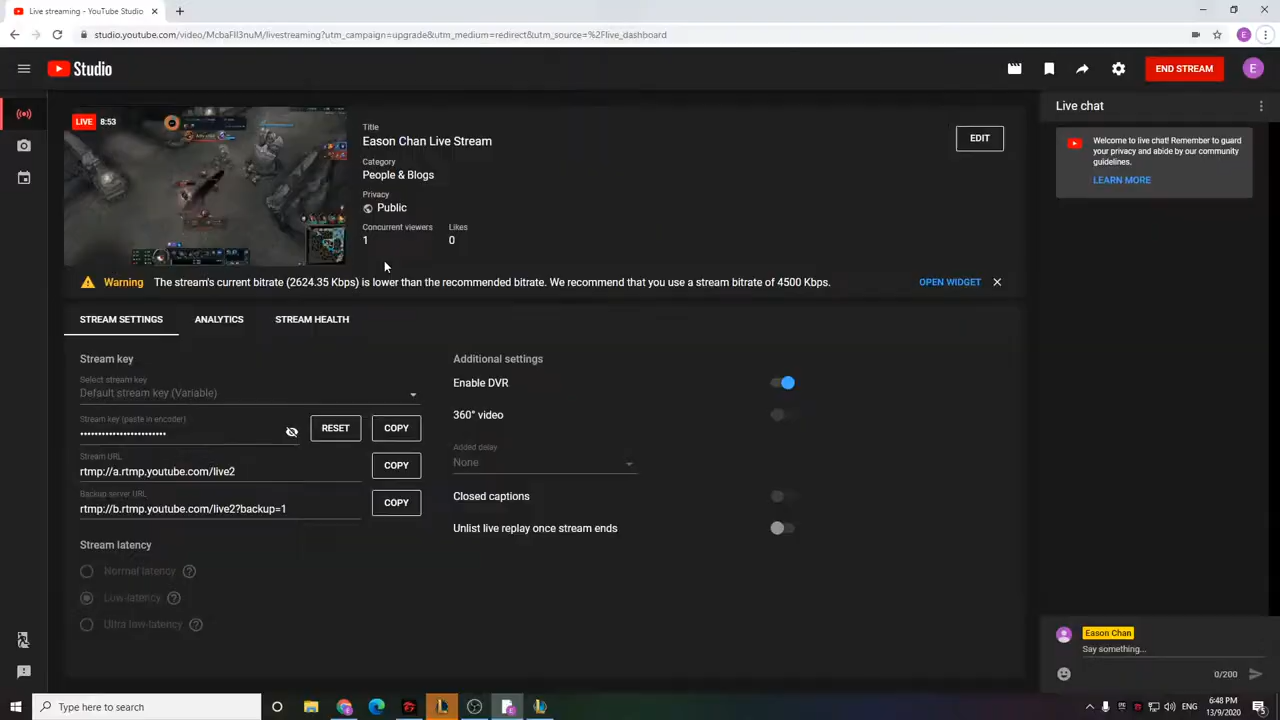 Live streaming - YouTube Studio
studio.youtube.com/video/McbaFlI3nuM/livestreaming?utm_campaign=upgrade&utm_medium=redirect&utm_source=%2Flive_dashboard
E
Studio
END STREAM
E
LIVE 8:53
Title
Eason Chan Live Stream
Category
People & Blogs
Privacy
Public
Concurrent viewers Likes
1 0
EDIT
Live chat
Welcome to live chat! Remember to guard
your privacy and abide by our community
guidelines.
LEARN MORE
Warning The stream's current bitrate (2624.35 Kbps) is lower than the recommended bitrate. We recommend that you use a stream bitrate of 4500 Kbps.
OPEN WIDGET
STREAM SETTINGS ANALYTICS STREAM HEALTH
Stream key
Select stream key
Default stream key (Variable)
Stream key (paste in encoder)
••••••••••••••••••••••••
RESET COPY
Stream URL
rtmp://a.rtmp.youtube.com/live2
COPY
Backup server URL
rtmp://b.rtmp.youtube.com/live2?backup=1
COPY
Stream latency
Normal latency
Low-latency
Ultra low-latency
Additional settings
Enable DVR
360° video
Added delay
None
Closed captions
Unlist live replay once stream ends
Eason Chan
Say something...
0/200
Type here to search
ENG
6:48 PM
13/9/2020